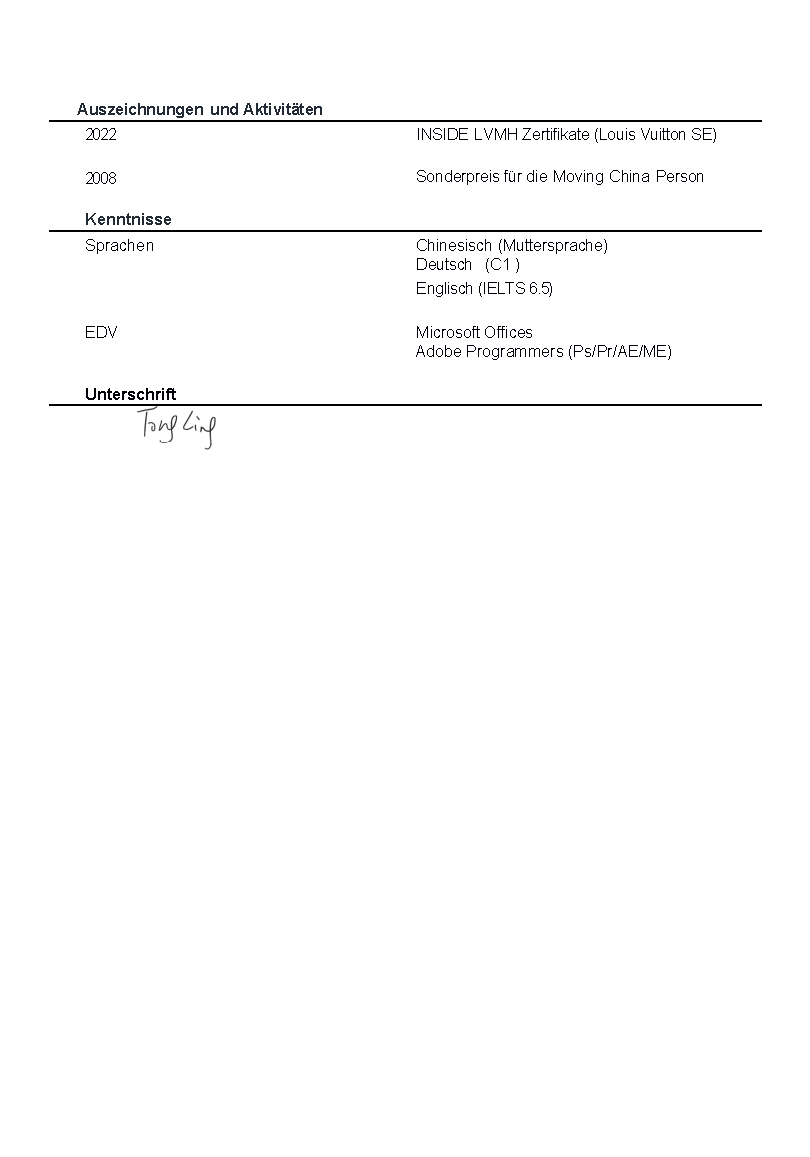 Auszeichnungen und Aktivitäten
2022 INSIDE LVMH Zertifikate (Louis Vuitton SE)
2008 Sonderpreis für die Moving China Person
Kenntnisse
Sprachen Chinesisch (Muttersprache)
Deutsch (C1 )
Englisch (IELTS 6.5)
EDV Microsoft Offices
Adobe Programmers (Ps/Pr/AE/ME)
Unterschrift
Tong Ling